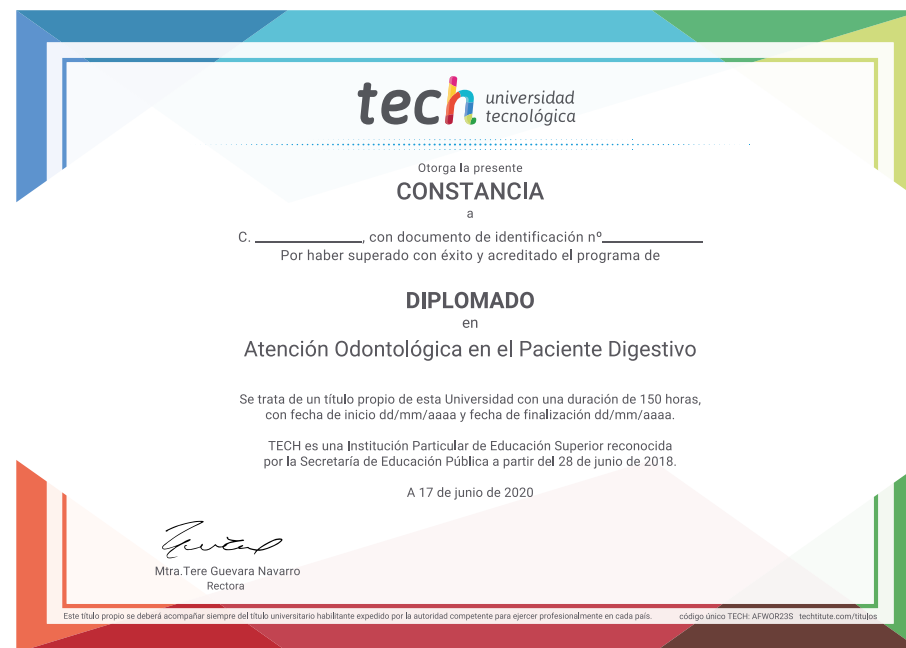 tech universidad
tecnológica
Otorga la presente
CONSTANCIA
a
C. ____________, con documento de identificación nº____________
Por haber superado con éxito y acreditado el programa de
DIPLOMADO
en
Atención Odontológica en el Paciente Digestivo
Se trata de un título propio de esta Universidad con una duración de 150 horas,
con fecha de inicio dd/mm/aaaa y fecha de finalización dd/mm/aaaa.
TECH es una Institución Particular de Educación Superior reconocida
por la Secretaría de Educación Pública a partir del 28 de junio de 2018.
A 17 de junio de 2020
Mtra.Tere Guevara Navarro
Rectora
Este título propio se deberá acompañar siempre del título universitario habilitante expedido por la autoridad competente para ejercer profesionalmente en cada país. código único TECH: AFWOR23S techtitute.com/titulos